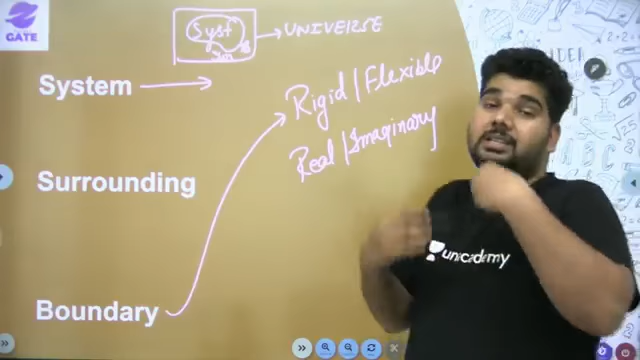 GATE
Syst
UNIVERSE
System
Rigid / Flexible
Real / Imaginary
Surrounding
unacademy
Boundary